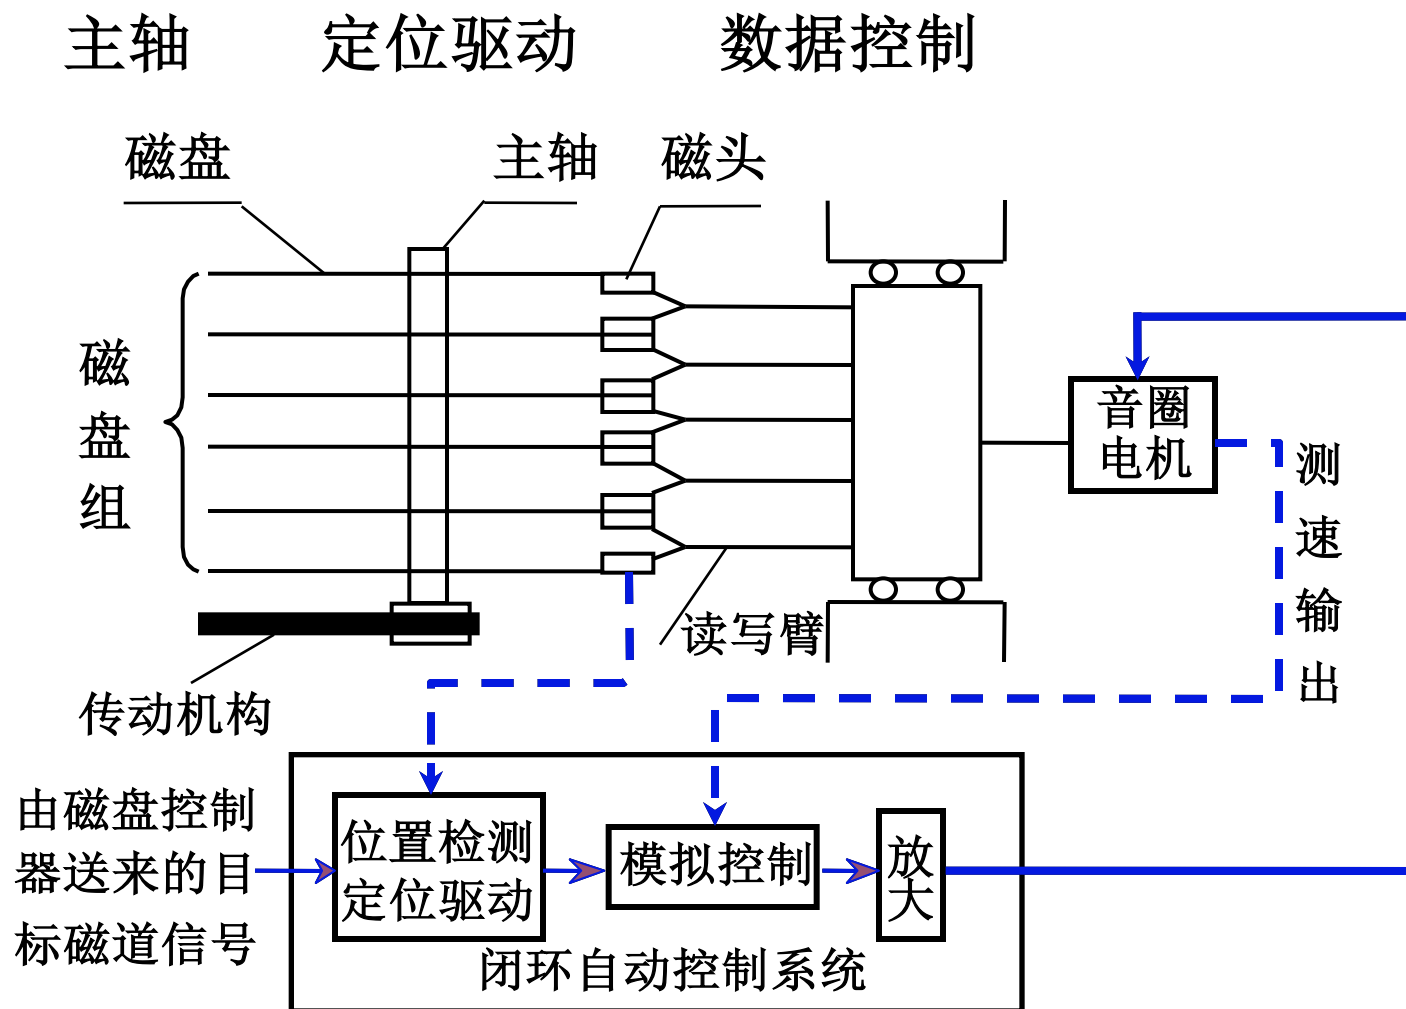 主轴 定位驱动 数据控制
磁盘 主轴 磁头
磁盘组
音圈
电机
测速输出
读写臂
传动机构
由磁盘控制
器送来的目
标磁道信号
位置检测
定位驱动
模拟控制
放大
闭环自动控制系统